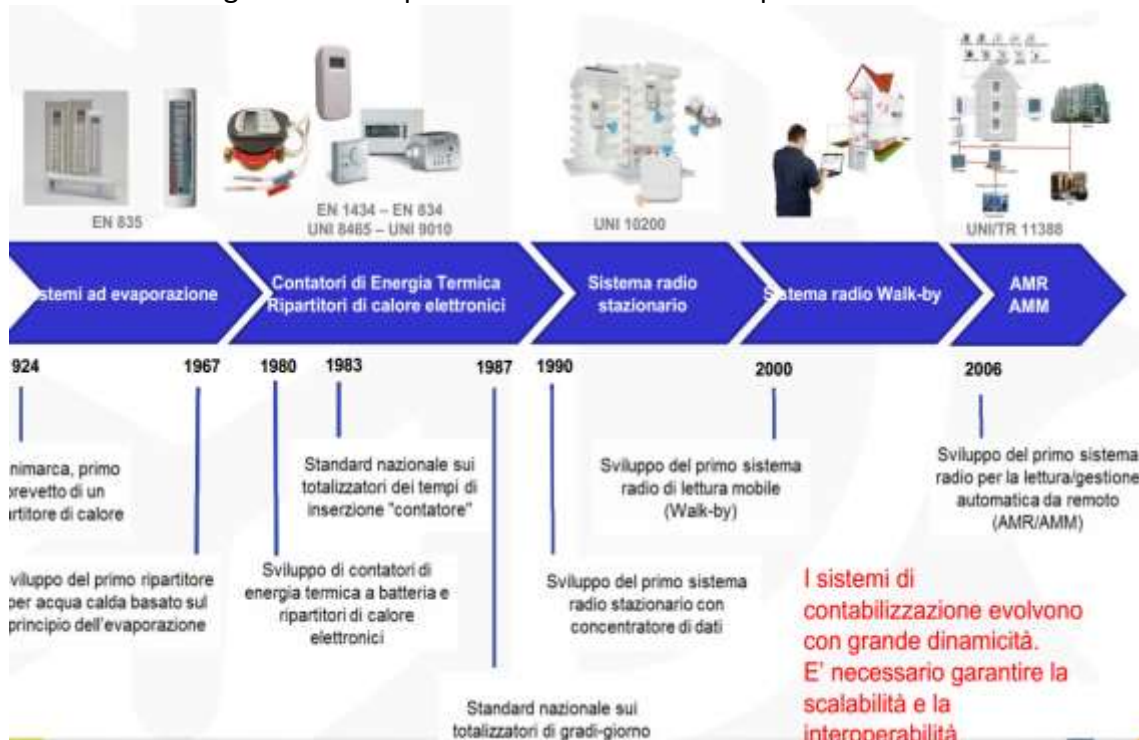 EN 835
EN 1434 – EN 834
UNI 8465 – UNI 9010
UNI 10200
UNI/TR 11388
stemi ad evaporazione
Contatori di Energia Termica
Ripartitori di calore elettronici
Sistema radio
stazionario
Sistema radio Walk-by
AMR
AMM
924
1967
1980
1983
1987
1990
2000
2006
nimarca, primo
revetto di un
artitore di calore
viluppo del primo ripartitore
per acqua calda basato sul
principio dell'evaporazione
Sviluppo di contatori di
energia termica a batteria e
ripartitori di calore
elettronici
Standard nazionale sui
totalizzatori dei tempi di
inserzione "contatore"
Standard nazionale sui
totalizzatori di gradi-giorno
Sviluppo del primo sistema
radio stazionario con
concentratore di dati
Sviluppo del primo sistema
radio di lettura mobile
(Walk-by)
Sviluppo del primo sistema
radio per la lettura/gestione
automatica da remoto
(AMR/AMM)
I sistemi di
contabilizzazione evolvono
con grande dinamicità.
E' necessario garantire la
scalabilità e la
interoperabilità